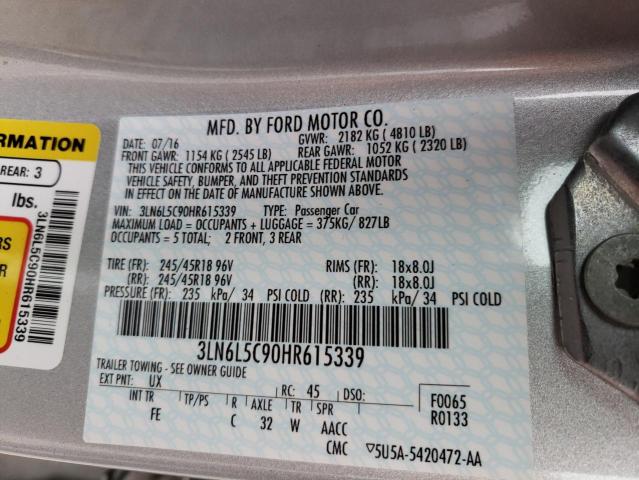 MFD. BY FORD MOTOR CO.
DATE: 07/16 GVWR: 2182 KG ( 4810 LB)
FRONT GAWR: 1154 KG ( 2545 LB) REAR GAWR: 1052 KG ( 2320 LB)
THIS VEHICLE CONFORMS TO ALL APPLICABLE FEDERAL MOTOR
VEHICLE SAFETY, BUMPER, AND THEFT PREVENTION STANDARDS
IN EFFECT ON THE DATE OF MANUFACTURE SHOWN ABOVE.
VIN: 3LN6L5C90HR615339 TYPE: Passenger Car
MAXIMUM LOAD = OCCUPANTS + LUGGAGE = 375KG/ 827LB
OCCUPANTS = 5 TOTAL: 2 FRONT, 3 REAR
TIRE (FR): 245/45R18 96V RIMS (FR): 18x8.0J
(RR): 245/45R18 96V (RR): 18x8.0J
PRESSURE (FR): 235 kPa/ 34 PSI COLD (RR): 235 kPa/ 34 PSI COLD
3LN6L5C90HR615339
TRAILER TOWING - SEE OWNER GUIDE
EXT PNT: UX RC: 45 DSO: F0065
R0133
INT TR TP/PS R AXLE TR SPR
FE C 32 W AACC
CMC ▽5U5A-5420472-AA
ORMATION
REAR: 3
lbs.
RS
3LN6L5C90HR615339